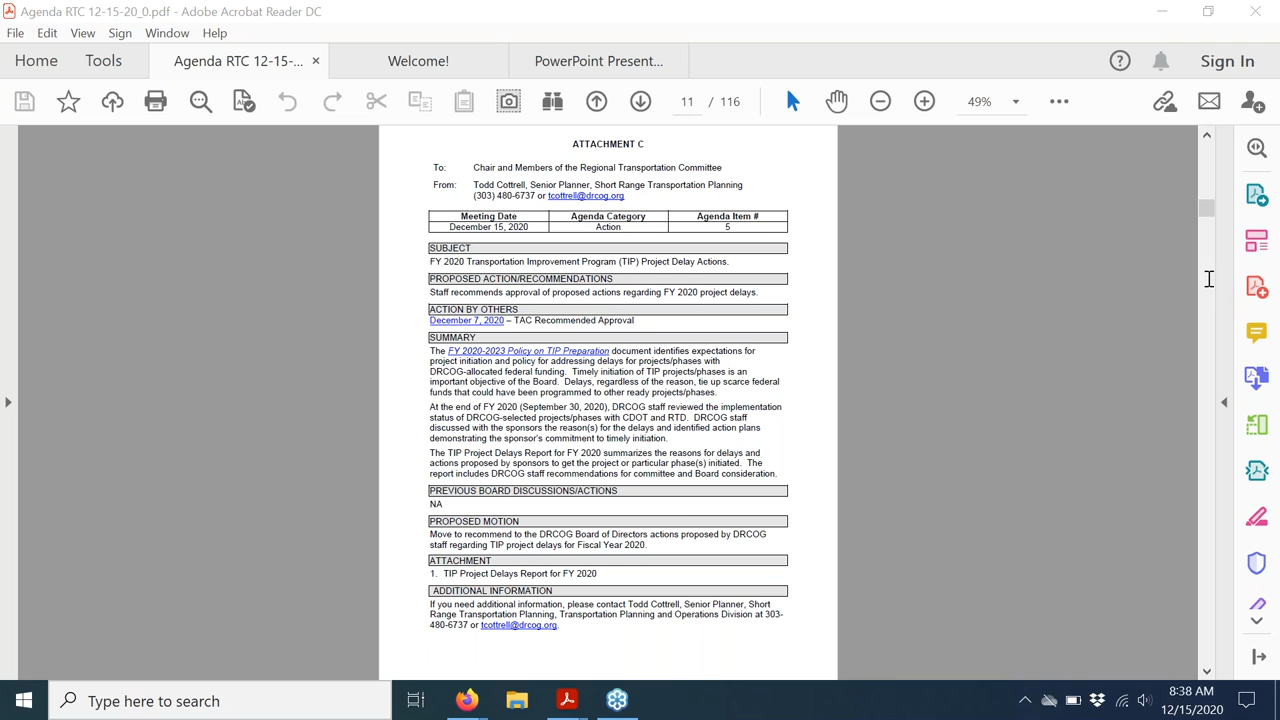 Agenda RTC 12-15-20_0.pdf - Adobe Acrobat Reader DC
File Edit View Sign Window Help
Home Tools Agenda RTC 12-15-... × Welcome! PowerPoint Present... Sign In
11 / 116 49%
ATTACHMENT C
To: Chair and Members of the Regional Transportation Committee
From: Todd Cottrell, Senior Planner, Short Range Transportation Planning
(303) 480-6737 or tcottrell@drcog.org
Meeting Date Agenda Category Agenda Item #
December 15, 2020 Action 5
SUBJECT
FY 2020 Transportation Improvement Program (TIP) Project Delay Actions.
PROPOSED ACTION/RECOMMENDATIONS
Staff recommends approval of proposed actions regarding FY 2020 project delays.
ACTION BY OTHERS
December 7, 2020 – TAC Recommended Approval
SUMMARY
The FY 2020-2023 Policy on TIP Preparation document identifies expectations for
project initiation and policy for addressing delays for projects/phases with
DRCOG-allocated federal funding. Timely initiation of TIP projects/phases is an
important objective of the Board. Delays, regardless of the reason, tie up scarce federal
funds that could have been programmed to other ready projects/phases.
At the end of FY 2020 (September 30, 2020), DRCOG staff reviewed the implementation
status of DRCOG-selected projects/phases with CDOT and RTD. DRCOG staff
discussed with the sponsors the reason(s) for the delays and identified action plans
demonstrating the sponsor's commitment to timely initiation.
The TIP Project Delays Report for FY 2020 summarizes the reasons for delays and
actions proposed by sponsors to get the project or particular phase(s) initiated. The
report includes DRCOG staff recommendations for committee and Board consideration.
PREVIOUS BOARD DISCUSSIONS/ACTIONS
NA
PROPOSED MOTION
Move to recommend to the DRCOG Board of Directors actions proposed by DRCOG
staff regarding TIP project delays for Fiscal Year 2020.
ATTACHMENT
1. TIP Project Delays Report for FY 2020
ADDITIONAL INFORMATION
If you need additional information, please contact Todd Cottrell, Senior Planner, Short
Range Transportation Planning, Transportation Planning and Operations Division at 303-
480-6737 or tcottrell@drcog.org.
Type here to search
8:38 AM
12/15/2020